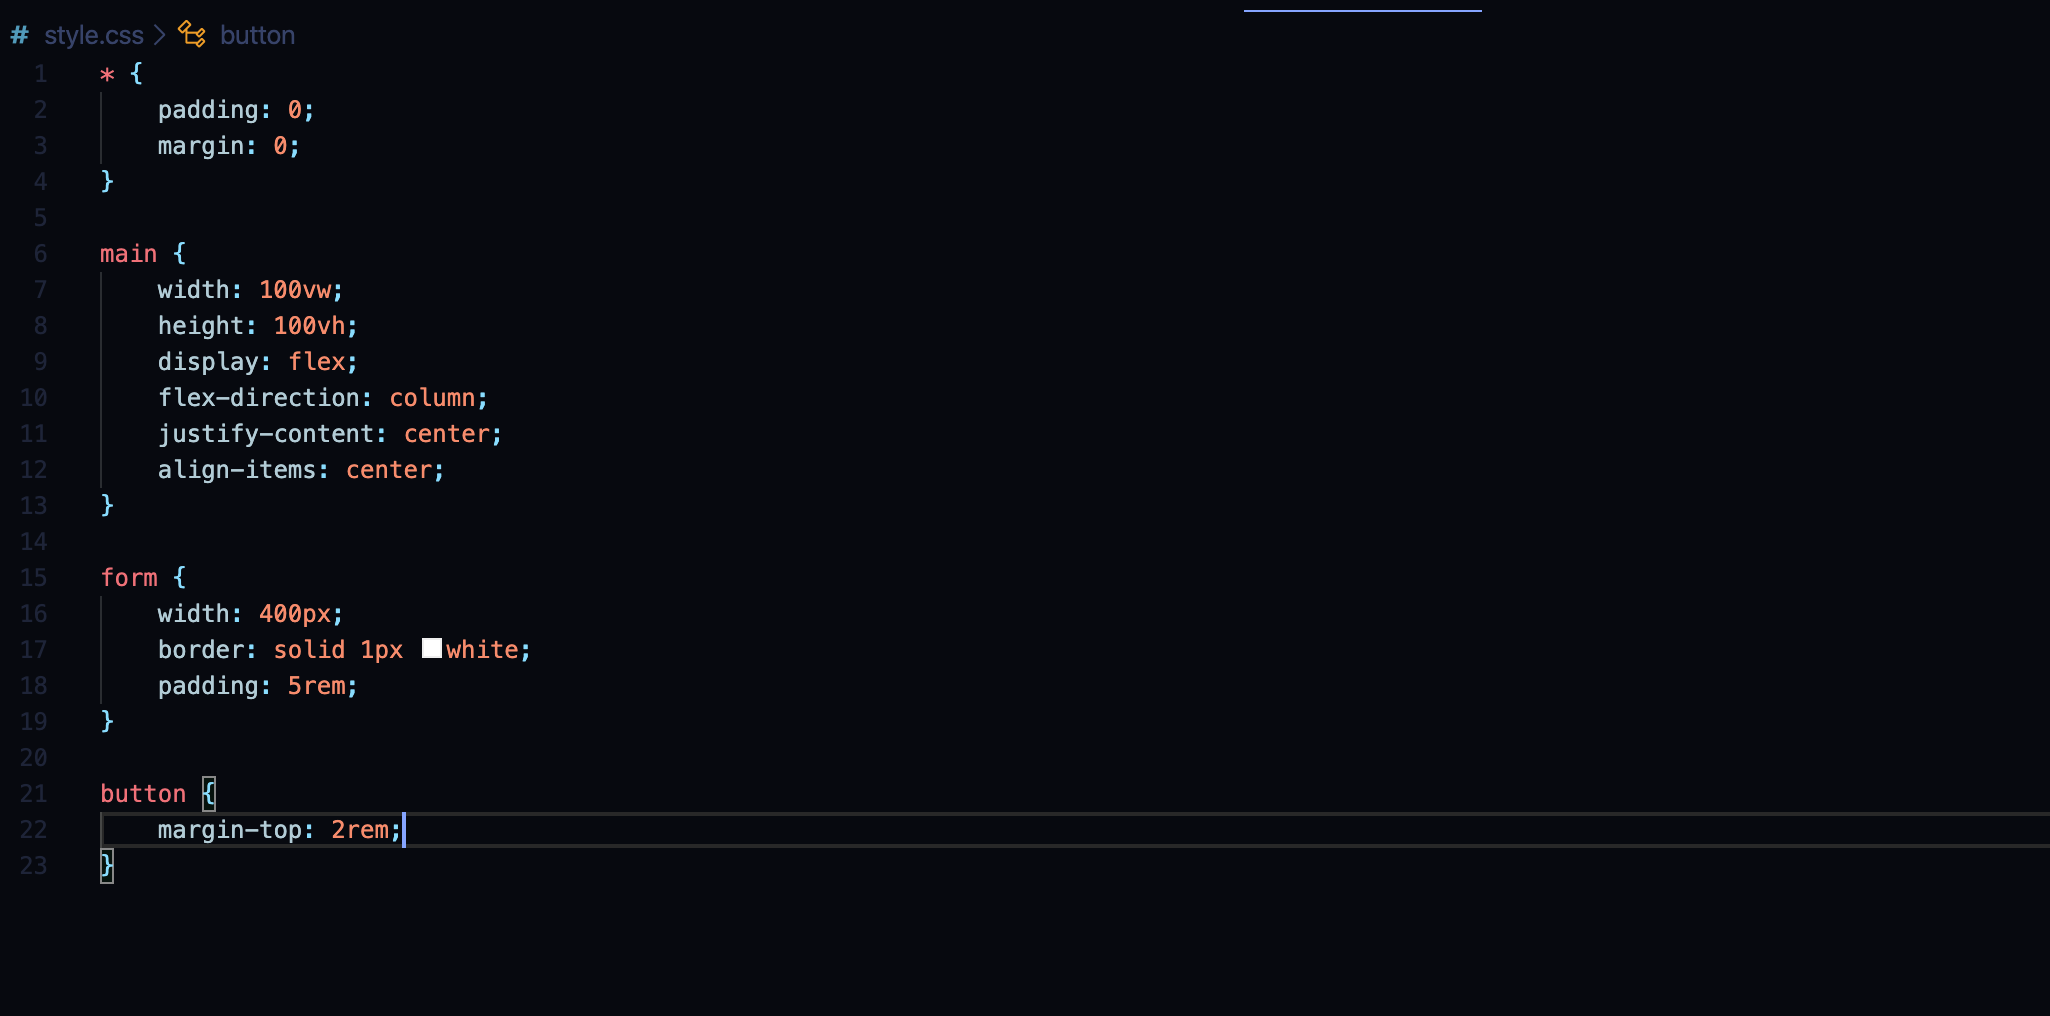 # style.css > button
1 * {
2 padding: 0;
3 margin: 0;
4 }
5
6 main {
7 width: 100vw;
8 height: 100vh;
9 display: flex;
10 flex-direction: column;
11 justify-content: center;
12 align-items: center;
13 }
14
15 form {
16 width: 400px;
17 border: solid 1px white;
18 padding: 5rem;
19 }
20
21 button {
22 margin-top: 2rem;
23 }